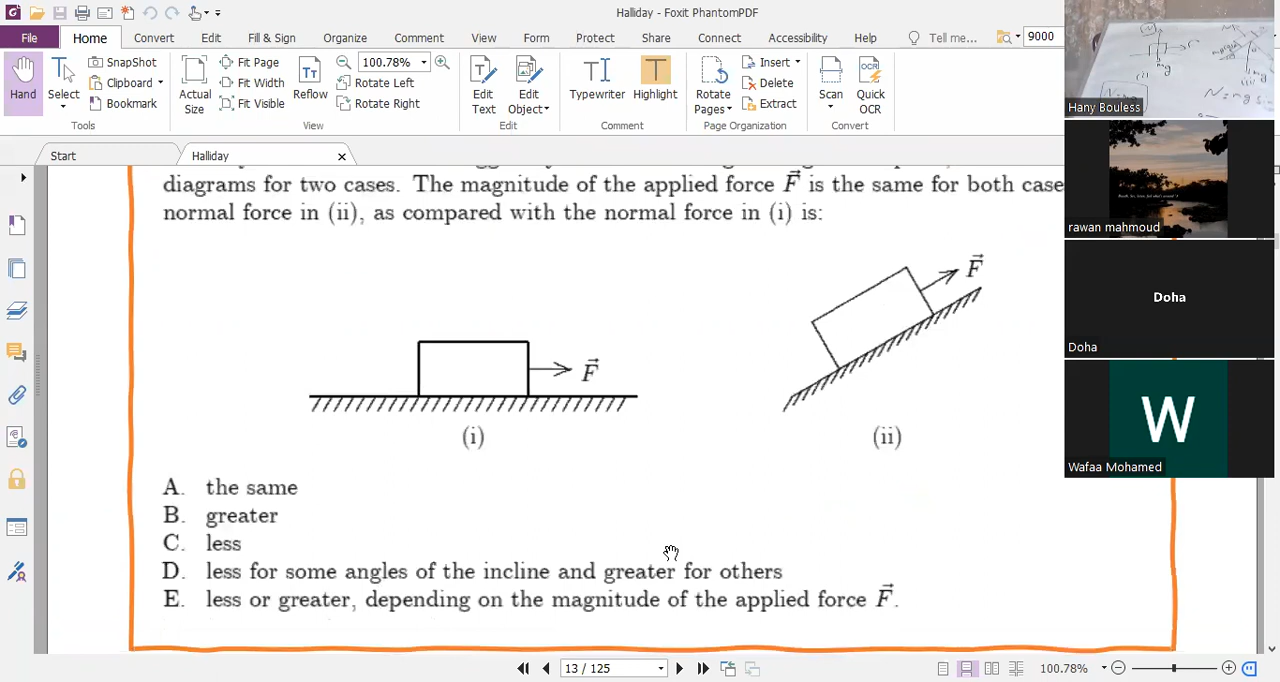 Halliday - Foxit PhantomPDF
File Home Convert Edit Fill & Sign Organize Comment View Form Protect Share Connect Accessibility Help Tell me... 9000
Hand
Select
SnapShot
Clipboard
Bookmark
Tools
Actual Size
Reflow
Fit Page
Fit Width
Fit Visible
100.78%
Rotate Left
Rotate Right
View
Edit Text
Edit Object
Edit
Typewriter
Highlight
Comment
Rotate Pages
Insert
Delete
Extract
Page Organization
Scan
Quick OCR
Convert
Start
Halliday
diagrams for two cases. The magnitude of the applied force F⃗ is the same for both case
normal force in (ii), as compared with the normal force in (i) is:
F⃗
F⃗
(i)
(ii)
A. the same
B. greater
C. less
D. less for some angles of the incline and greater for others
E. less or greater, depending on the magnitude of the applied force F⃗.
13 / 125
100.78%
mg
Hany Bouless
rawan mahmoud
Doha
Doha
W
Wafaa Mohamed